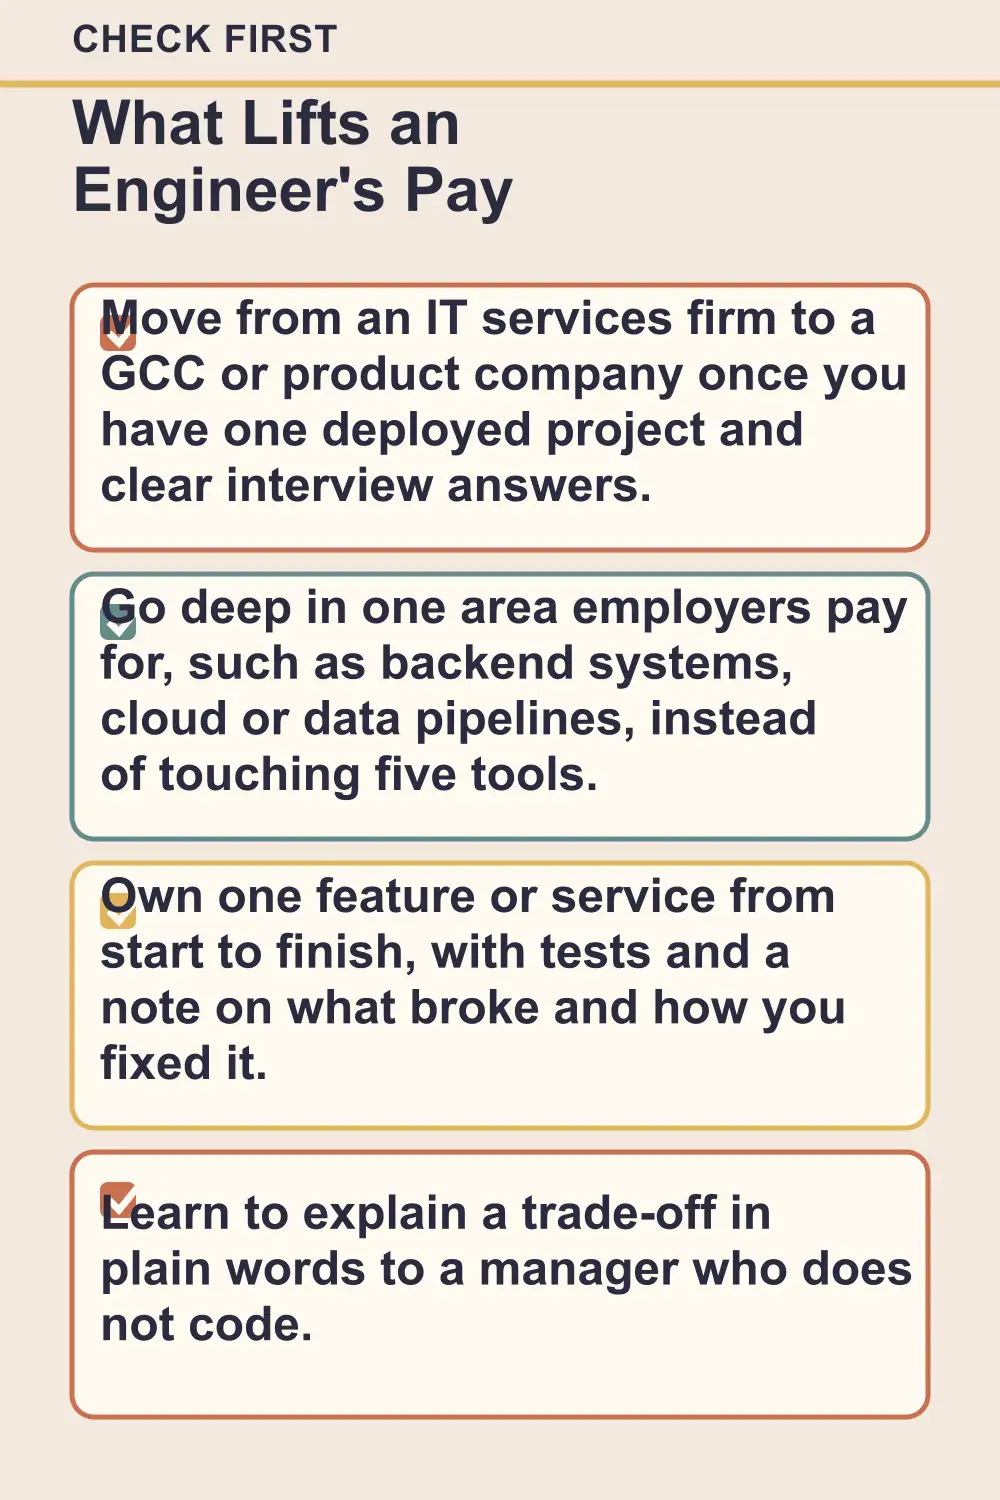 CHECK FIRST
What Lifts an
Engineer's Pay
Move from an IT services firm to a
GCC or product company once you
have one deployed project and
clear interview answers.
Go deep in one area employers pay
for, such as backend systems,
cloud or data pipelines, instead
of touching five tools.
Own one feature or service from
start to finish, with tests and a
note on what broke and how you
fixed it.
Learn to explain a trade-off in
plain words to a manager who does
not code.